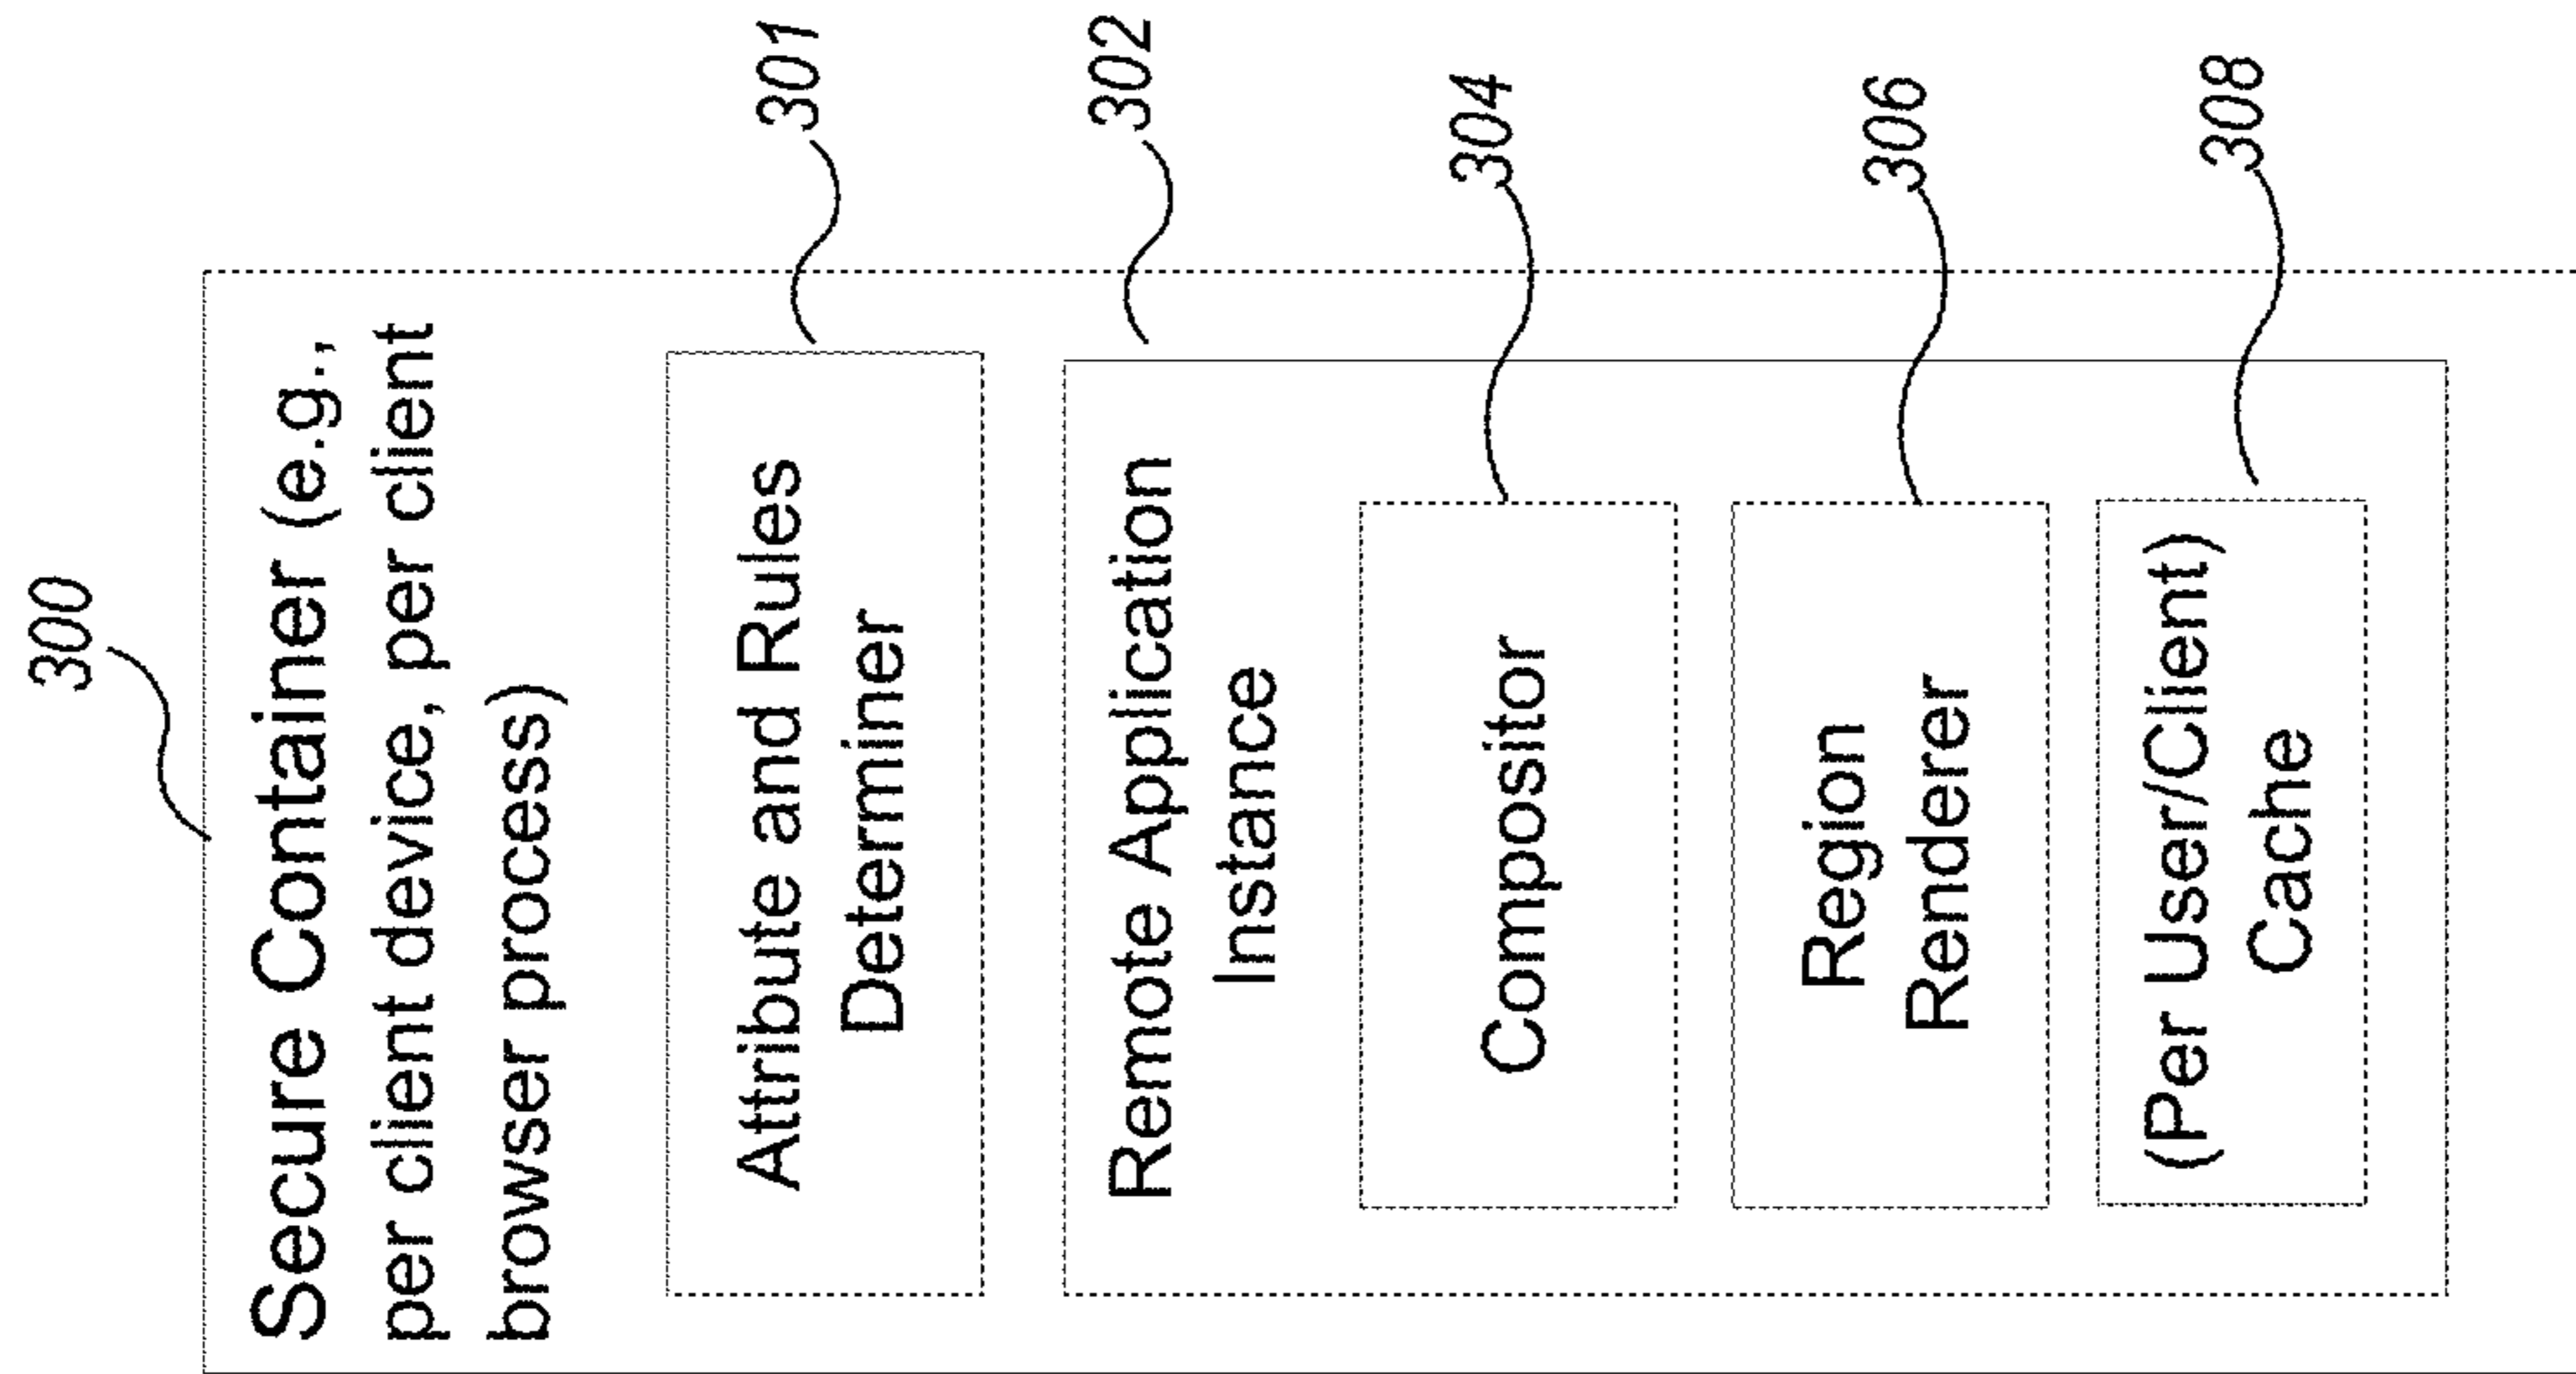 300
Secure Container (e.g.,
per client device, per client
browser process)
301
Attribute and Rules
Determiner
302
Remote Application
Instance
304
Compositor
306
Region
Renderer
308
(Per User/Client)
Cache